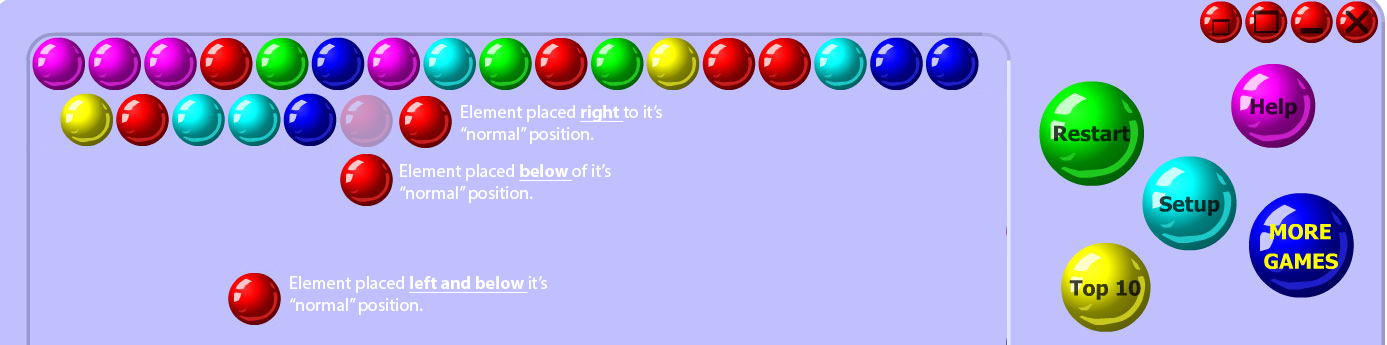 Element placed right to it’s
“normal” position.
Element placed below of it’s
“normal” position.
Element placed left and below it’s
“normal” position.
Restart
Help
Setup
MORE
GAMES
Top 10